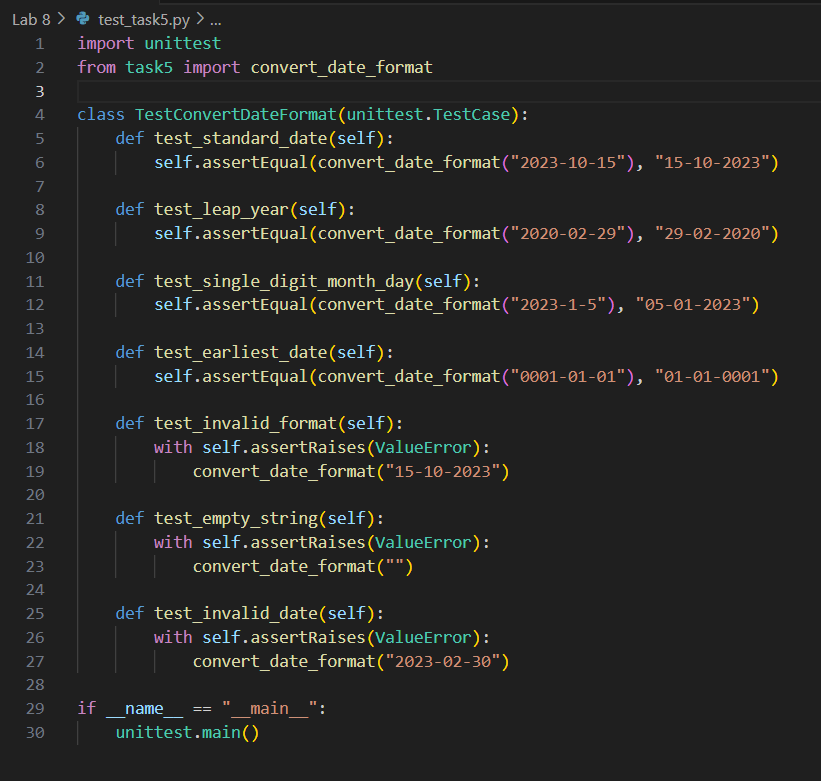 Lab 8 > test_task5.py > ...
1 import unittest
2 from task5 import convert_date_format
3
4 class TestConvertDateFormat(unittest.TestCase):
5     def test_standard_date(self):
6         self.assertEqual(convert_date_format("2023-10-15"), "15-10-2023")
7
8     def test_leap_year(self):
9         self.assertEqual(convert_date_format("2020-02-29"), "29-02-2020")
10
11     def test_single_digit_month_day(self):
12         self.assertEqual(convert_date_format("2023-1-5"), "05-01-2023")
13
14     def test_earliest_date(self):
15         self.assertEqual(convert_date_format("0001-01-01"), "01-01-0001")
16
17     def test_invalid_format(self):
18         with self.assertRaises(ValueError):
19             convert_date_format("15-10-2023")
20
21     def test_empty_string(self):
22         with self.assertRaises(ValueError):
23             convert_date_format("")
24
25     def test_invalid_date(self):
26         with self.assertRaises(ValueError):
27             convert_date_format("2023-02-30")
28
29 if __name__ == "__main__":
30     unittest.main()